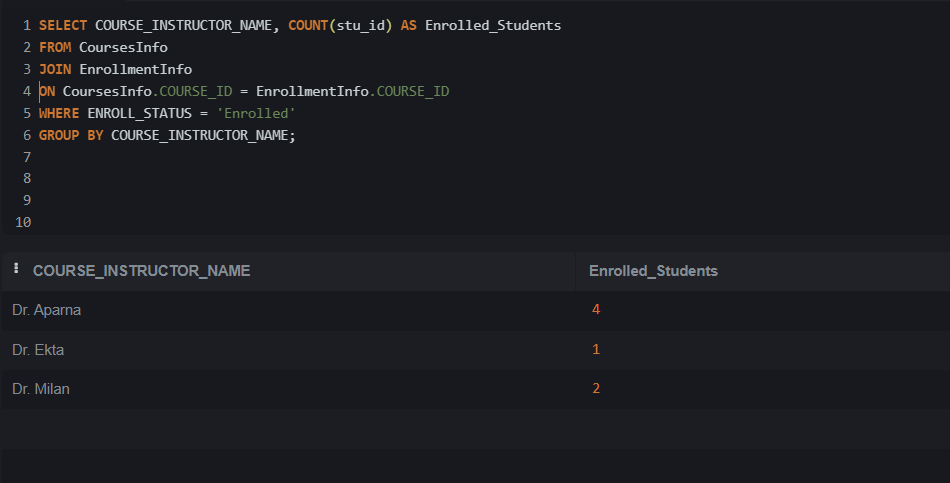 1 SELECT COURSE_INSTRUCTOR_NAME, COUNT(stu_id) AS Enrolled_Students
2 FROM CoursesInfo
3 JOIN EnrollmentInfo
4 ON CoursesInfo.COURSE_ID = EnrollmentInfo.COURSE_ID
5 WHERE ENROLL_STATUS = 'Enrolled'
6 GROUP BY COURSE_INSTRUCTOR_NAME;
7
8
9
10
COURSE_INSTRUCTOR_NAME Enrolled_Students
Dr. Aparna 4
Dr. Ekta 1
Dr. Milan 2